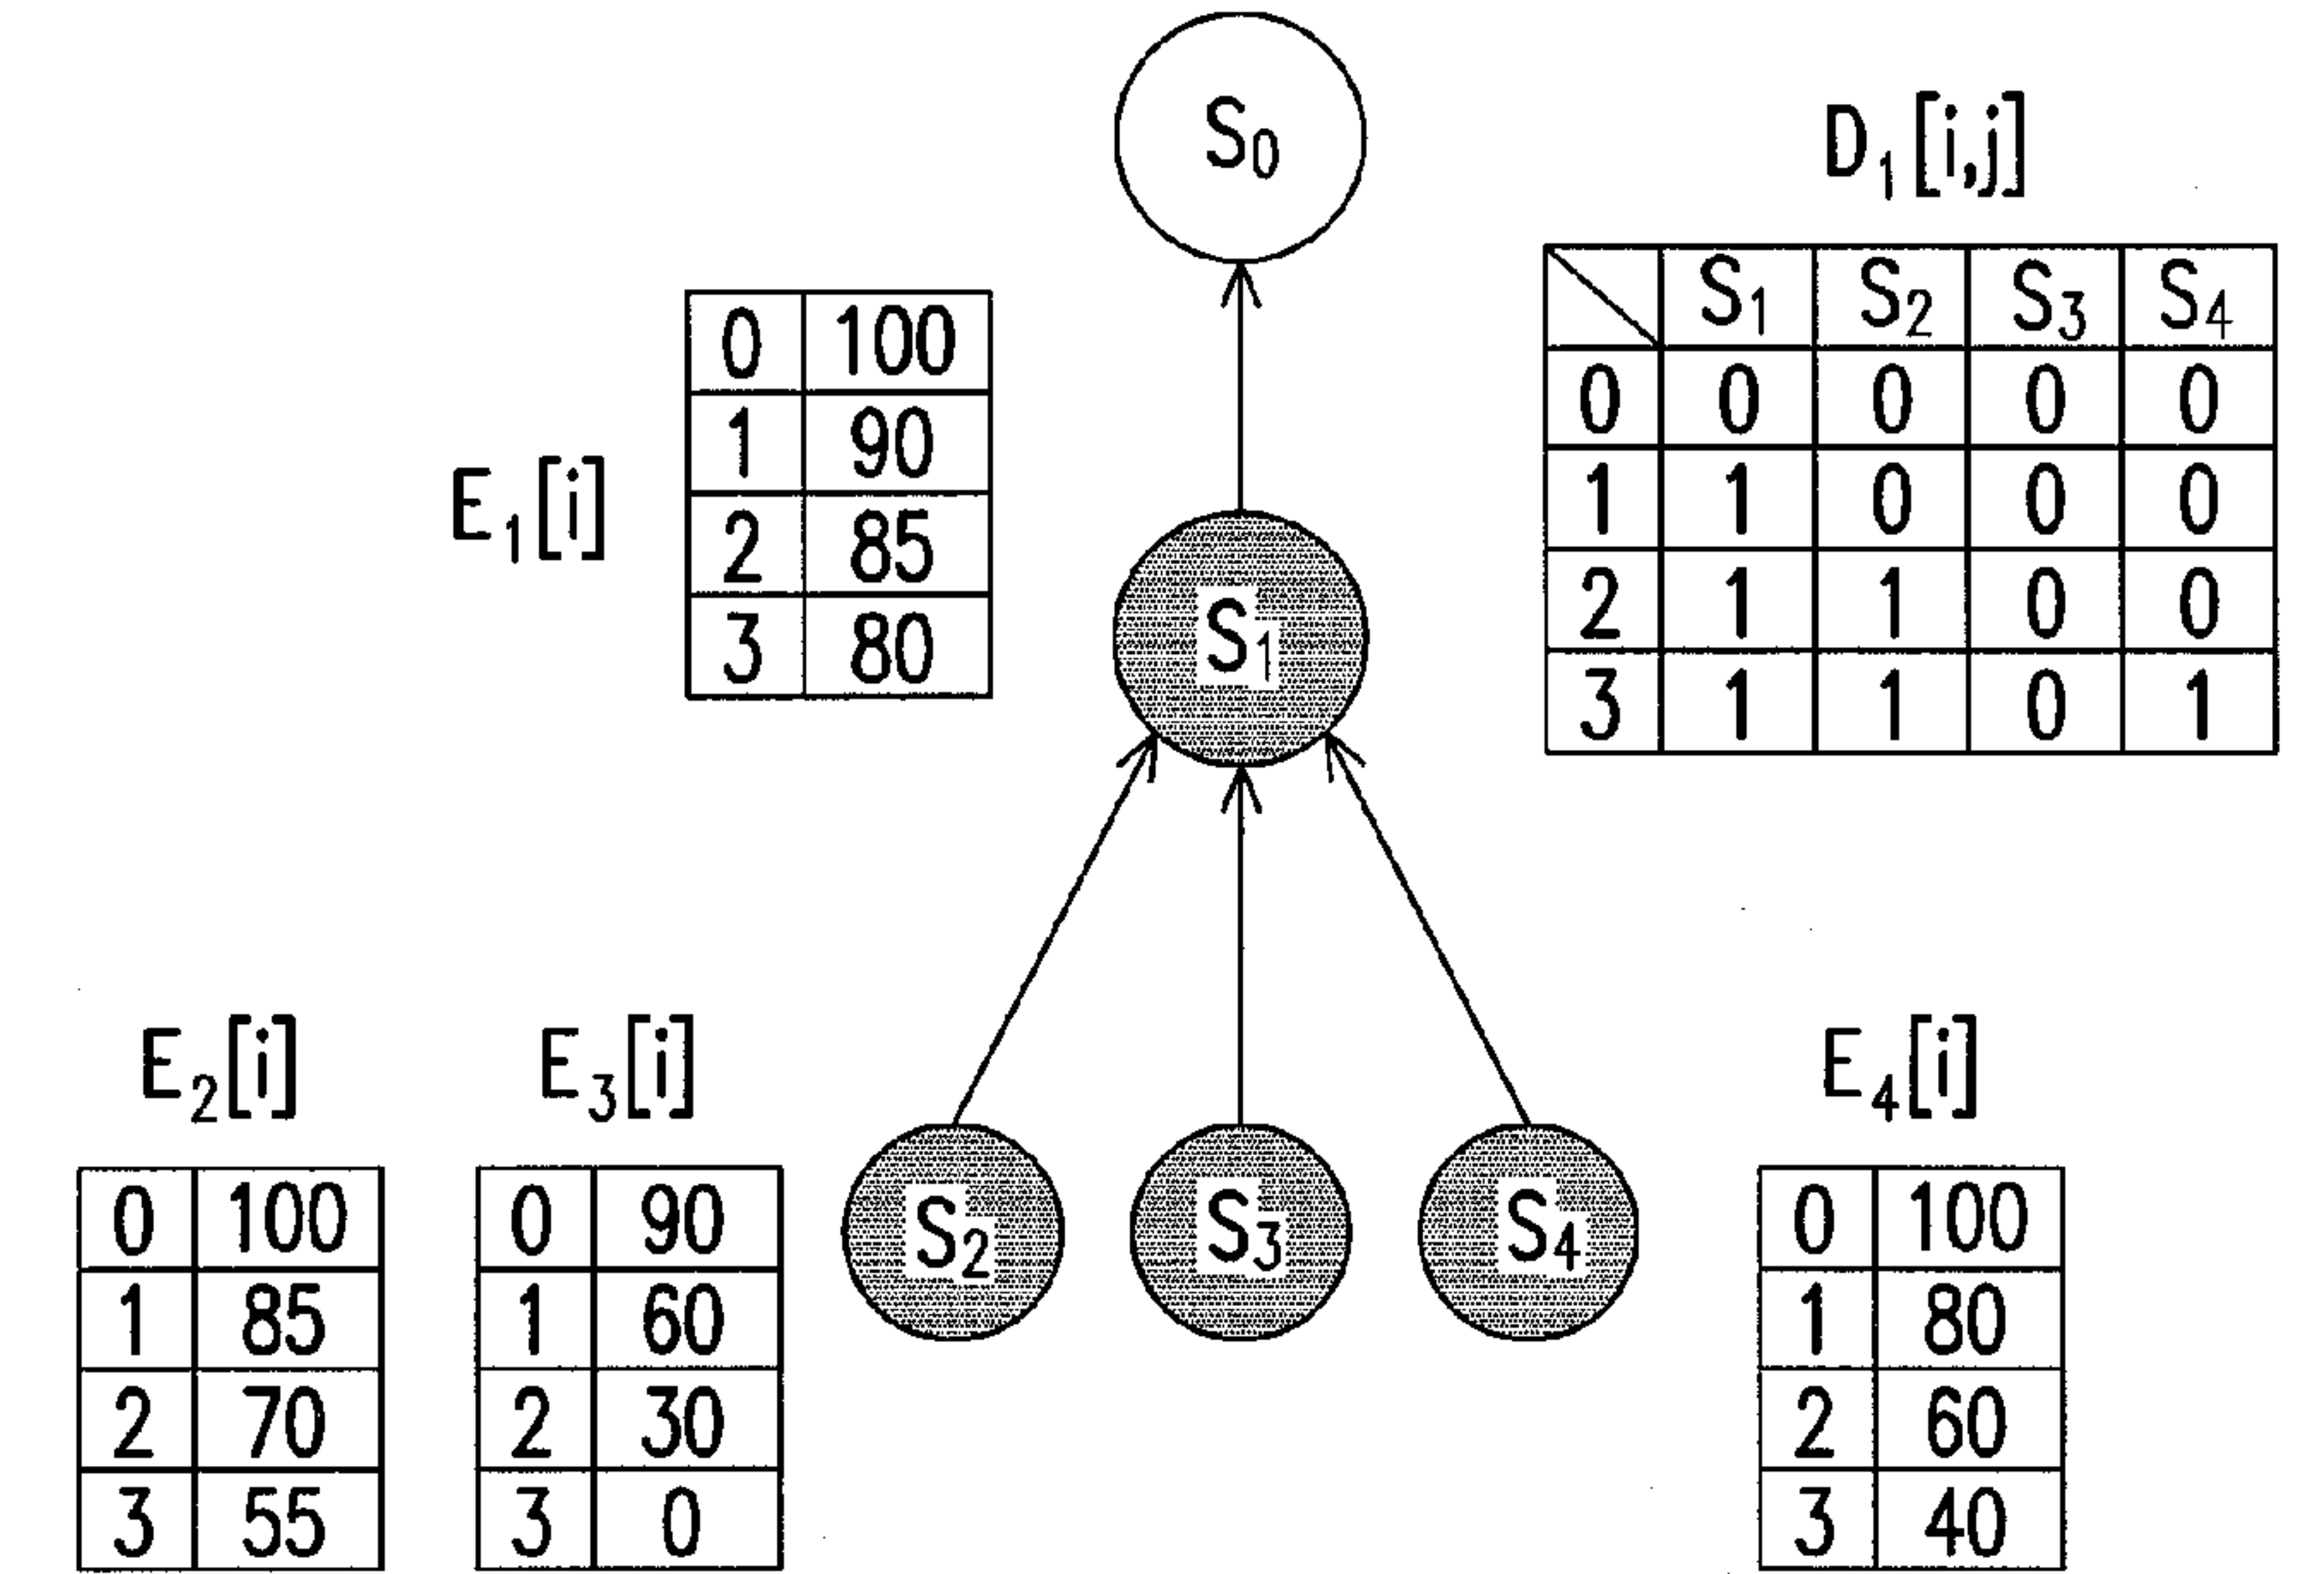 S₀
D₁[i,j]
S₁ S₂ S₃ S₄
0 0 0 0 0
1 1 0 0 0
2 1 1 0 0
3 1 1 0 1
E₁[i]
0 100
1 90
2 85
3 80
S₁
E₂[i]
0 100
1 85
2 70
3 55
E₃[i]
0 90
1 60
2 30
3 0
S₂ S₃ S₄
E₄[i]
0 100
1 80
2 60
3 40